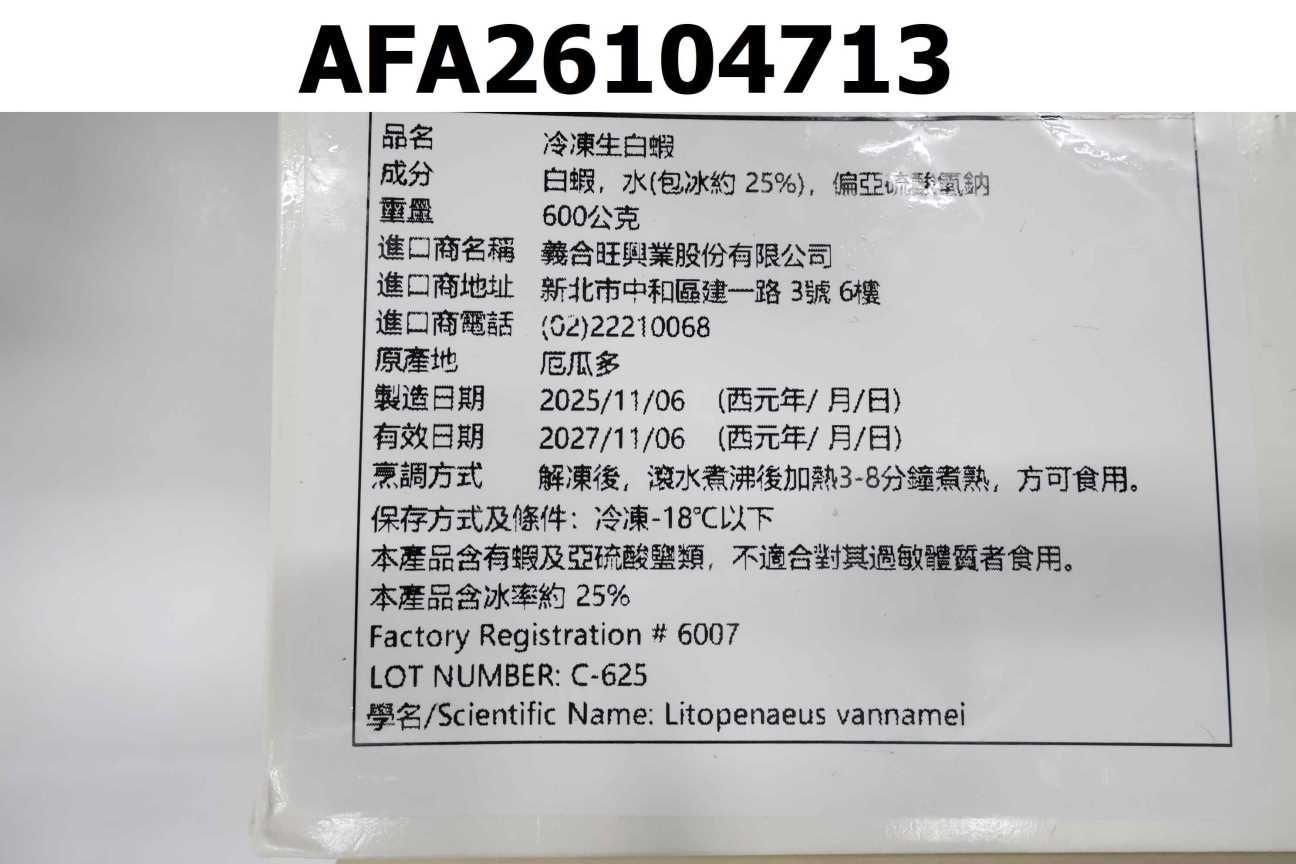 AFA26104713
品名 冷凍生白蝦
成分 白蝦，水(包冰約 25%)，偏亞硫酸氫鈉
重量 600公克
進口商名稱 義合旺興業股份有限公司
進口商地址 新北市中和區建一路 3號 6樓
進口商電話 (02)22210068
原產地 厄瓜多
製造日期 2025/11/06 (西元年/ 月/日)
有效日期 2027/11/06 (西元年/ 月/日)
烹調方式 解凍後，滾水煮沸後加熱3-8分鐘煮熟，方可食用。
保存方式及條件：冷凍-18℃以下
本產品含有蝦及亞硫酸鹽類，不適合對其過敏體質者食用。
本產品含冰率約 25%
Factory Registration # 6007
LOT NUMBER: C-625
學名/Scientific Name: Litopenaeus vannamei